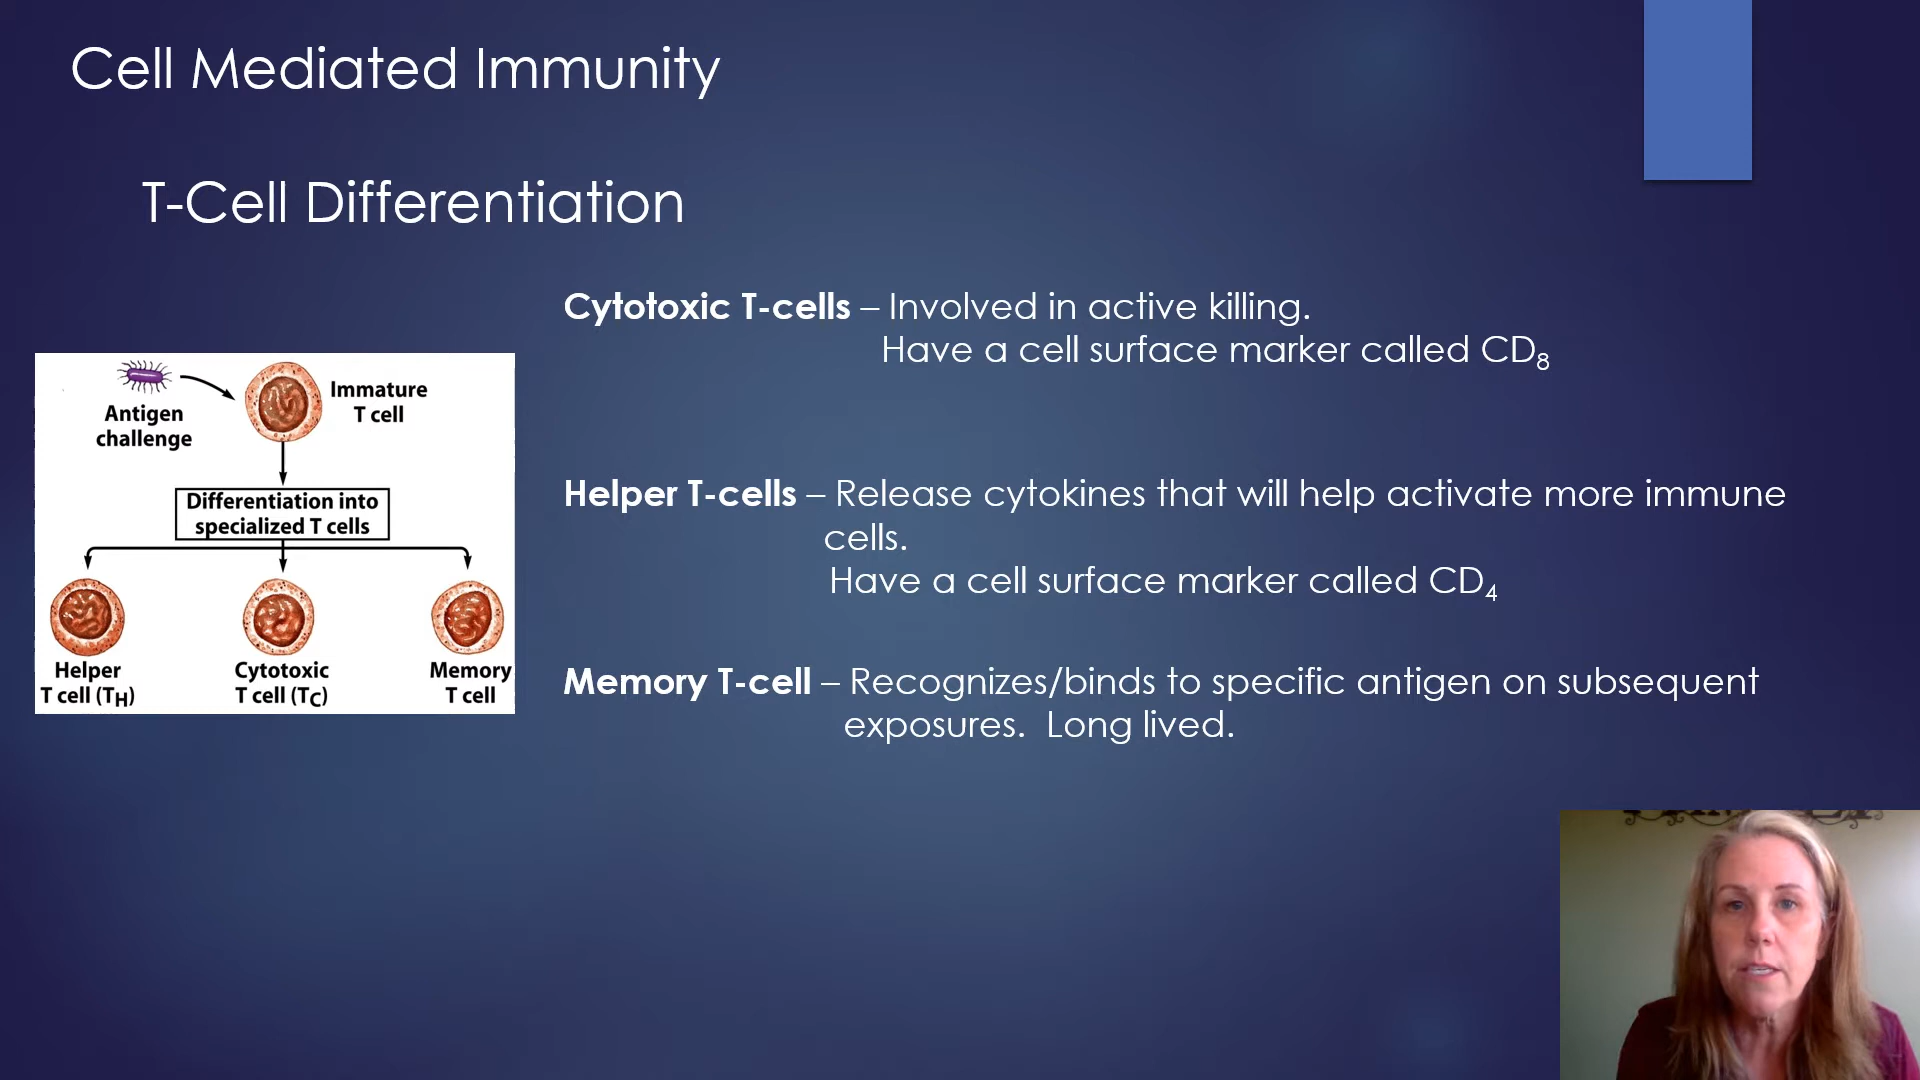 Cell Mediated Immunity
T-Cell Differentiation
Cytotoxic T-cells – Involved in active killing.
Have a cell surface marker called CD₈
Helper T-cells – Release cytokines that will help activate more immune
cells.
Have a cell surface marker called CD₄
Memory T-cell – Recognizes/binds to specific antigen on subsequent
exposures.  Long lived.
Antigen
challenge
Immature
T cell
Differentiation into
specialized T cells
Helper
T cell (TH)
Cytotoxic
T cell (TC)
Memory
T cell